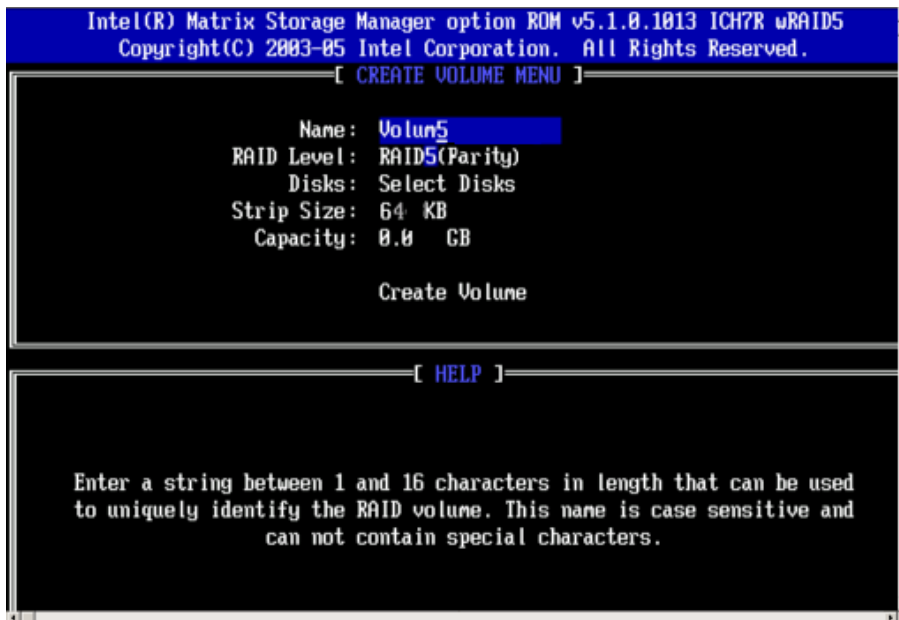 Intel(R) Matrix Storage Manager option ROM v5.1.0.1013 ICH7R wRAID5
Copyright(C) 2003-05 Intel Corporation. All Rights Reserved.
[ CREATE VOLUME MENU ]
Name: Volum5
RAID Level: RAID5(Parity)
Disks: Select Disks
Strip Size: 64 KB
Capacity: 0.0 GB
Create Volume
[ HELP ]
Enter a string between 1 and 16 characters in length that can be used
to uniquely identify the RAID volume. This name is case sensitive and
can not contain special characters.